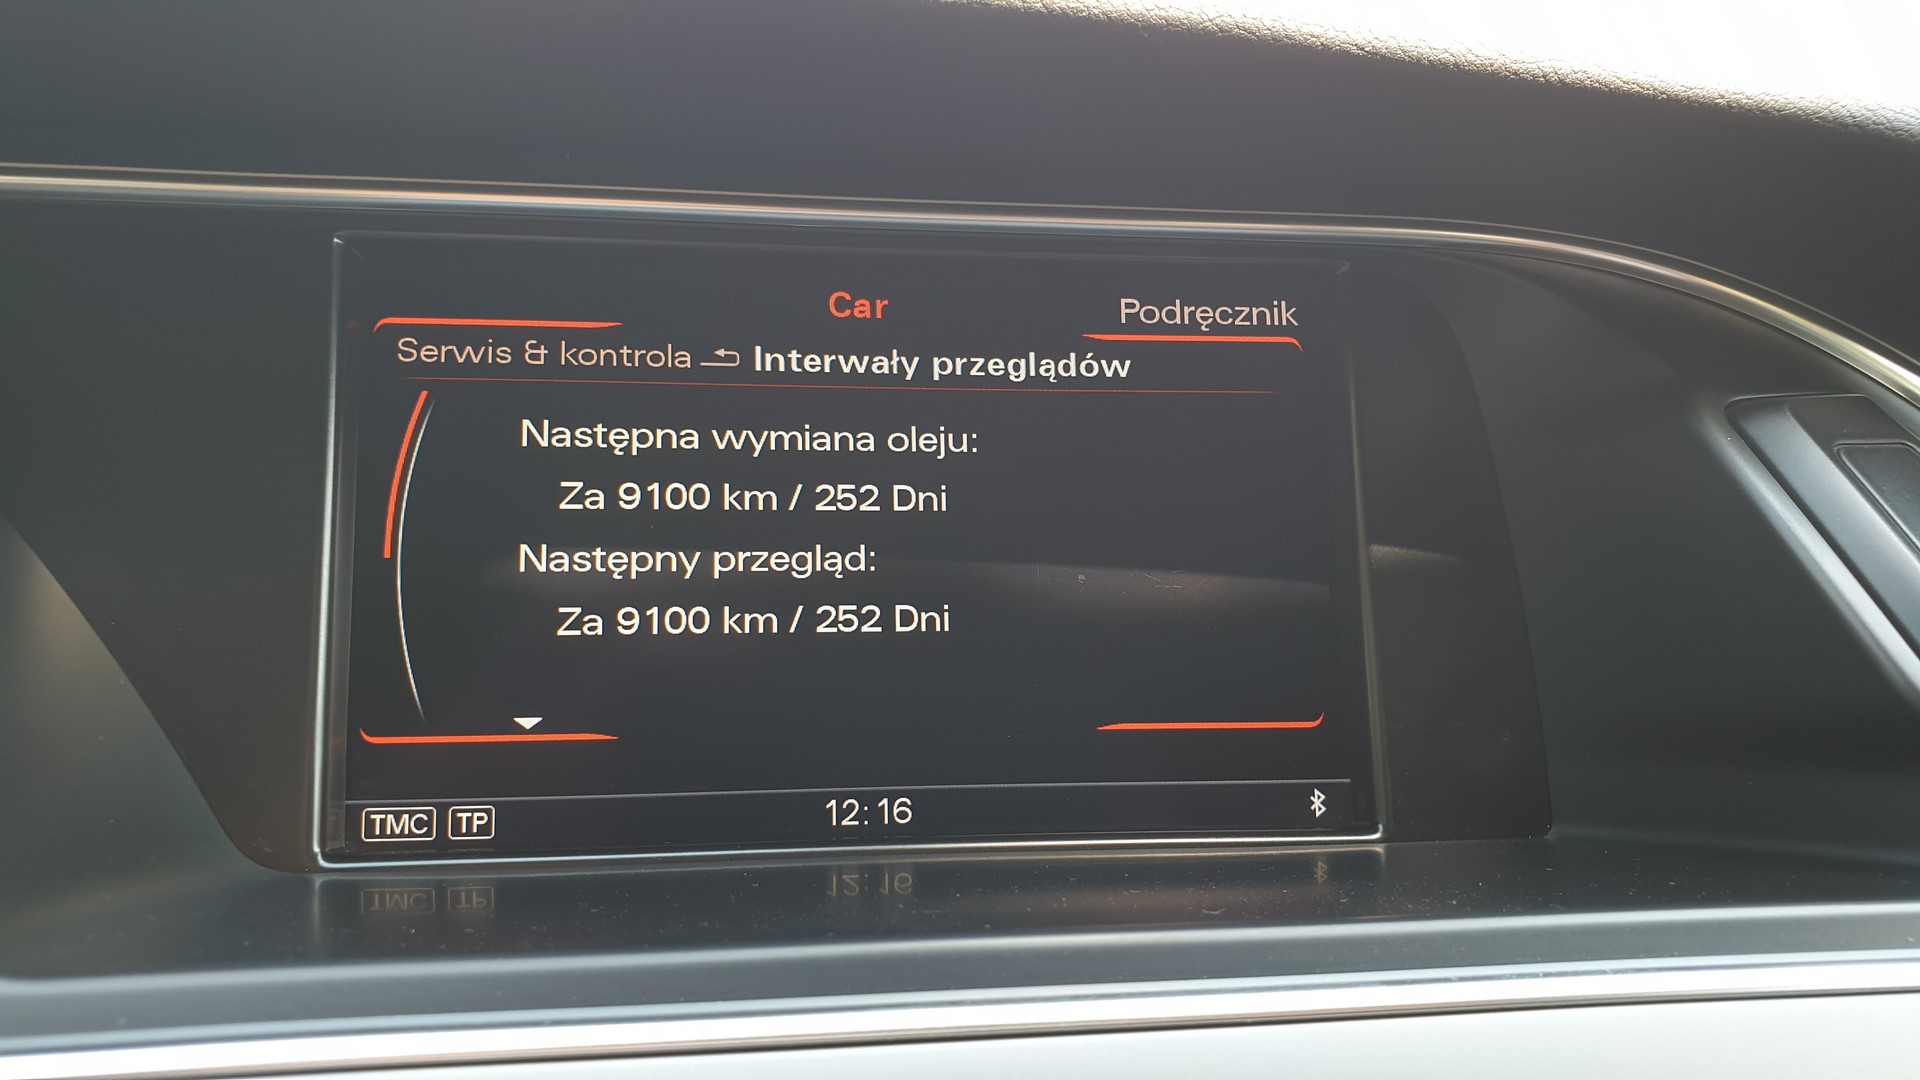 Car
Podręcznik
Serwis & kontrola Interwały przeglądów
Następna wymiana oleju:
Za 9100 km / 252 Dni
Następny przegląd:
Za 9100 km / 252 Dni
TMC TP 12:16